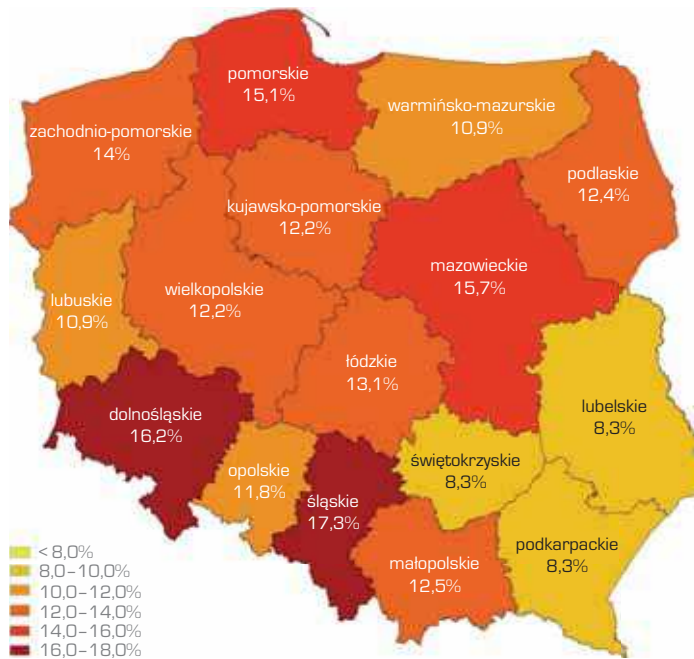 pomorskie
15,1%
warmińsko-mazurskie
10,9%
zachodnio-pomorskie
14%
podlaskie
12,4%
kujawsko-pomorskie
12,2%
mazowieckie
15,7%
wielkopolskie
12,2%
lubuskie
10,9%
łódzkie
13,1%
dolnośląskie
16,2%
lubelskie
8,3%
świętokrzyskie
8,3%
opolskie
11,8%
śląskie
17,3%
podkarpackie
8,3%
małopolskie
12,5%
< 8,0%
8,0–10,0%
10,0–12,0%
12,0–14,0%
14,0–16,0%
16,0–18,0%